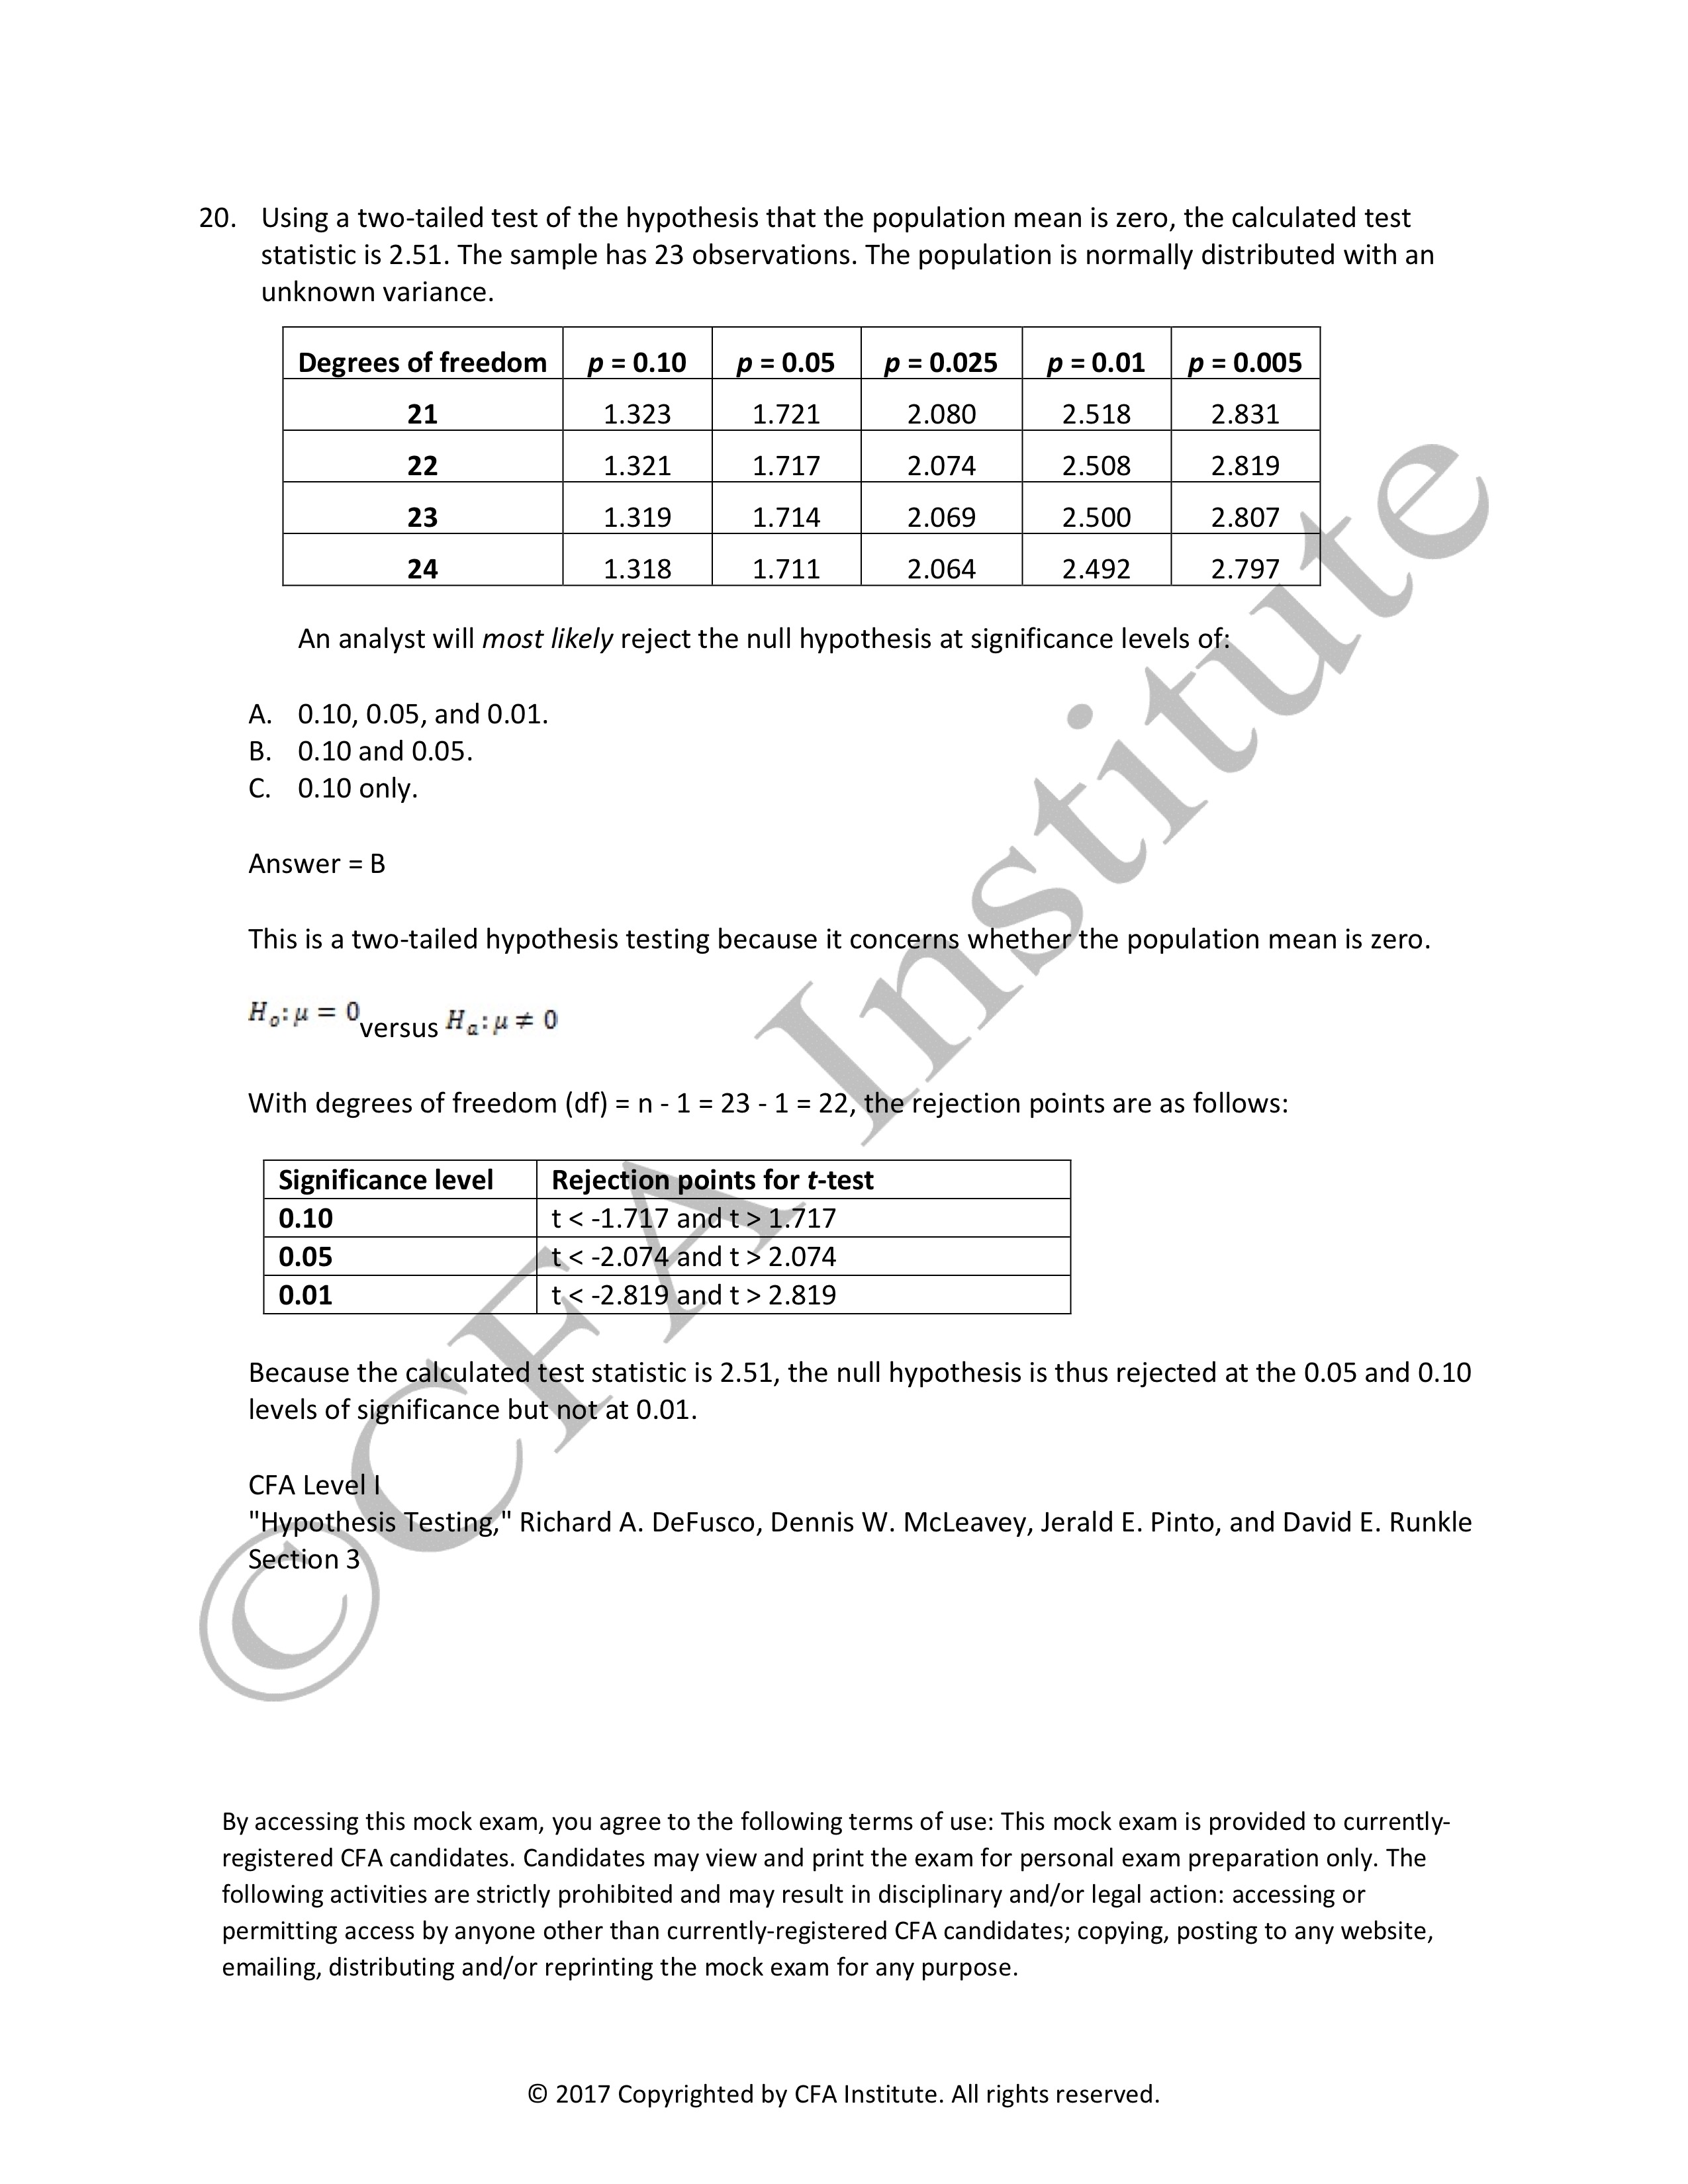 20. Using a two-tailed test of the hypothesis that the population mean is zero, the calculated test
statistic is 2.51. The sample has 23 observations. The population is normally distributed with an
unknown variance.
Degrees of freedom p = 0.10 p = 0.05 p = 0.025 p = 0.01 p = 0.005
21 1.323 1.721 2.080 2.518 2.831
22 1.321 1.717 2.074 2.508 2.819
23 1.319 1.714 2.069 2.500 2.807
24 1.318 1.711 2.064 2.492 2.797
An analyst will most likely reject the null hypothesis at significance levels of:
A. 0.10, 0.05, and 0.01.
B. 0.10 and 0.05.
C. 0.10 only.
Answer = B
This is a two-tailed hypothesis testing because it concerns whether the population mean is zero.
Ho: μ = 0 versus Ha: μ ≠ 0
With degrees of freedom (df) = n - 1 = 23 - 1 = 22, the rejection points are as follows:
Significance level Rejection points for t-test
0.10 t < -1.717 and t > 1.717
0.05 t < -2.074 and t > 2.074
0.01 t < -2.819 and t > 2.819
Because the calculated test statistic is 2.51, the null hypothesis is thus rejected at the 0.05 and 0.10
levels of significance but not at 0.01.
CFA Level I
"Hypothesis Testing," Richard A. DeFusco, Dennis W. McLeavey, Jerald E. Pinto, and David E. Runkle
Section 3
© CFA Institute
By accessing this mock exam, you agree to the following terms of use: This mock exam is provided to currently-
registered CFA candidates. Candidates may view and print the exam for personal exam preparation only. The
following activities are strictly prohibited and may result in disciplinary and/or legal action: accessing or
permitting access by anyone other than currently-registered CFA candidates; copying, posting to any website,
emailing, distributing and/or reprinting the mock exam for any purpose.
© 2017 Copyrighted by CFA Institute. All rights reserved.